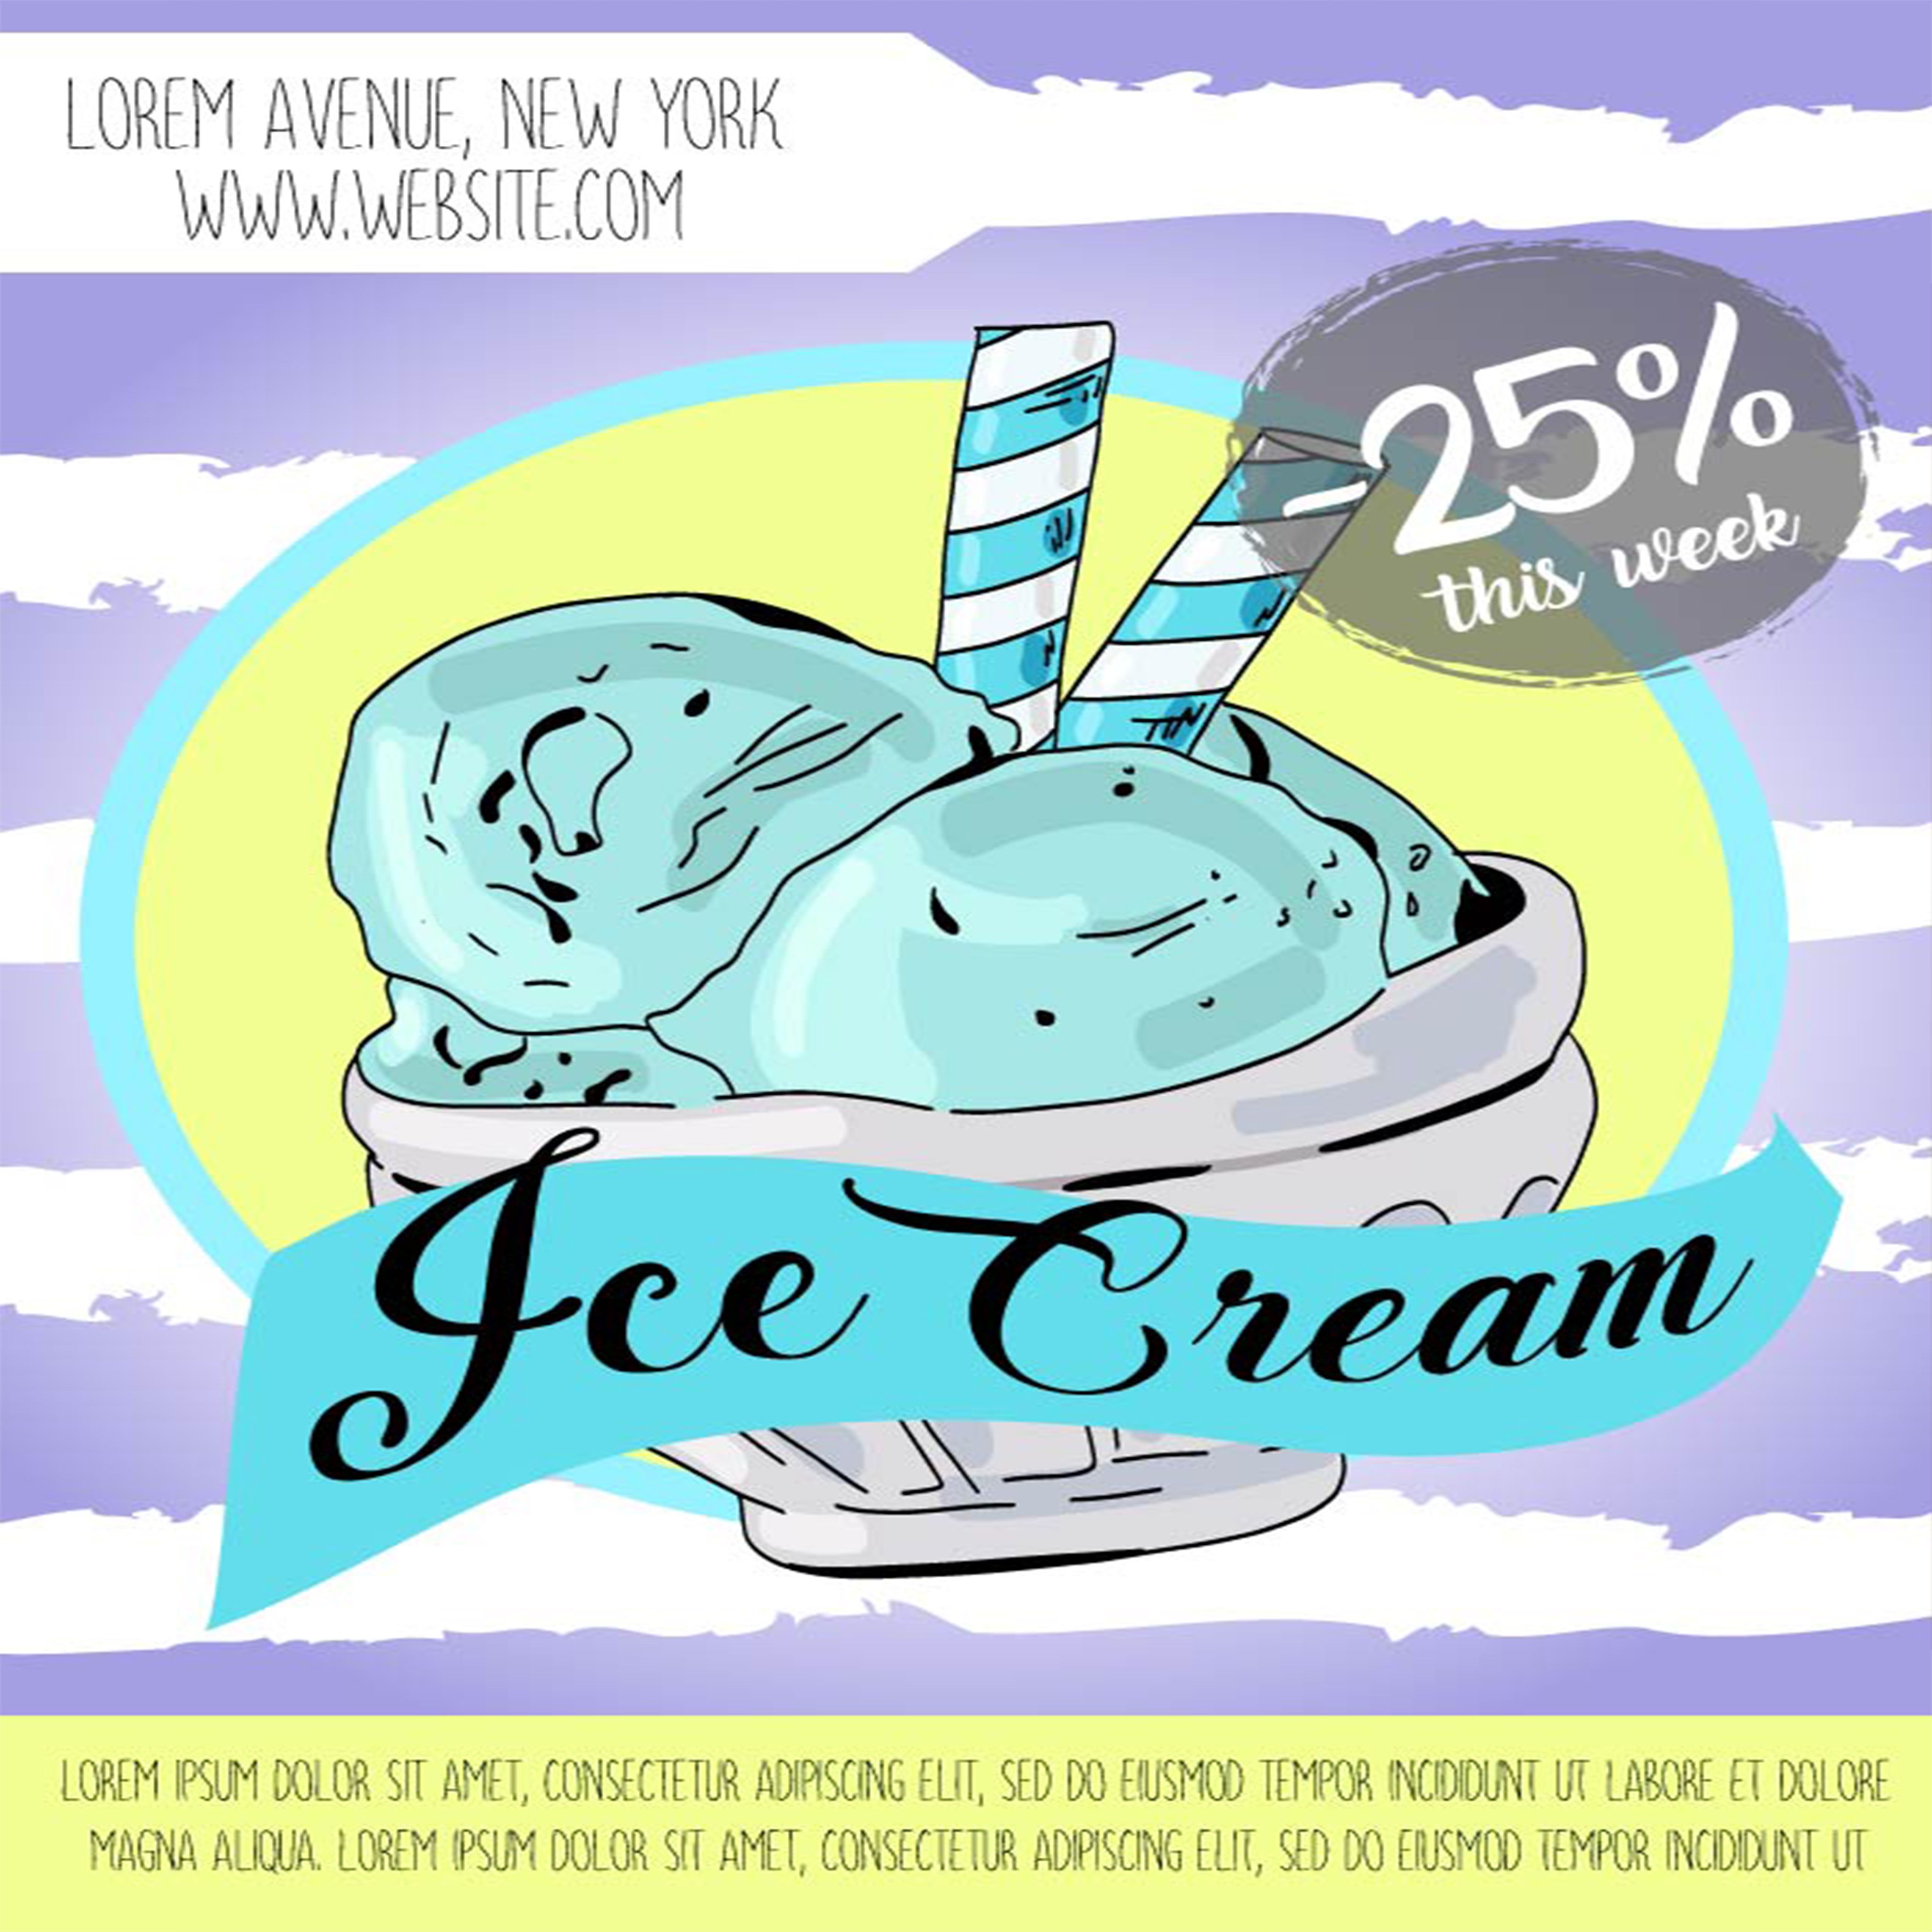 LOREM AVENUE, NEW YORK
WWW.WEBSITE.COM
-25%
this week
Ice Cream
LOREM IPSUM DOLOR SIT AMET, CONSECTETUR ADIPISCING ELIT, SED DO EIUSMOD TEMPOR INCIDIDUNT UT LABORE ET DOLORE
MAGNA ALIQUA. LOREM IPSUM DOLOR SIT AMET, CONSECTETUR ADIPISCING ELIT, SED DO EIUSMOD TEMPOR INCIDIDUNT UT